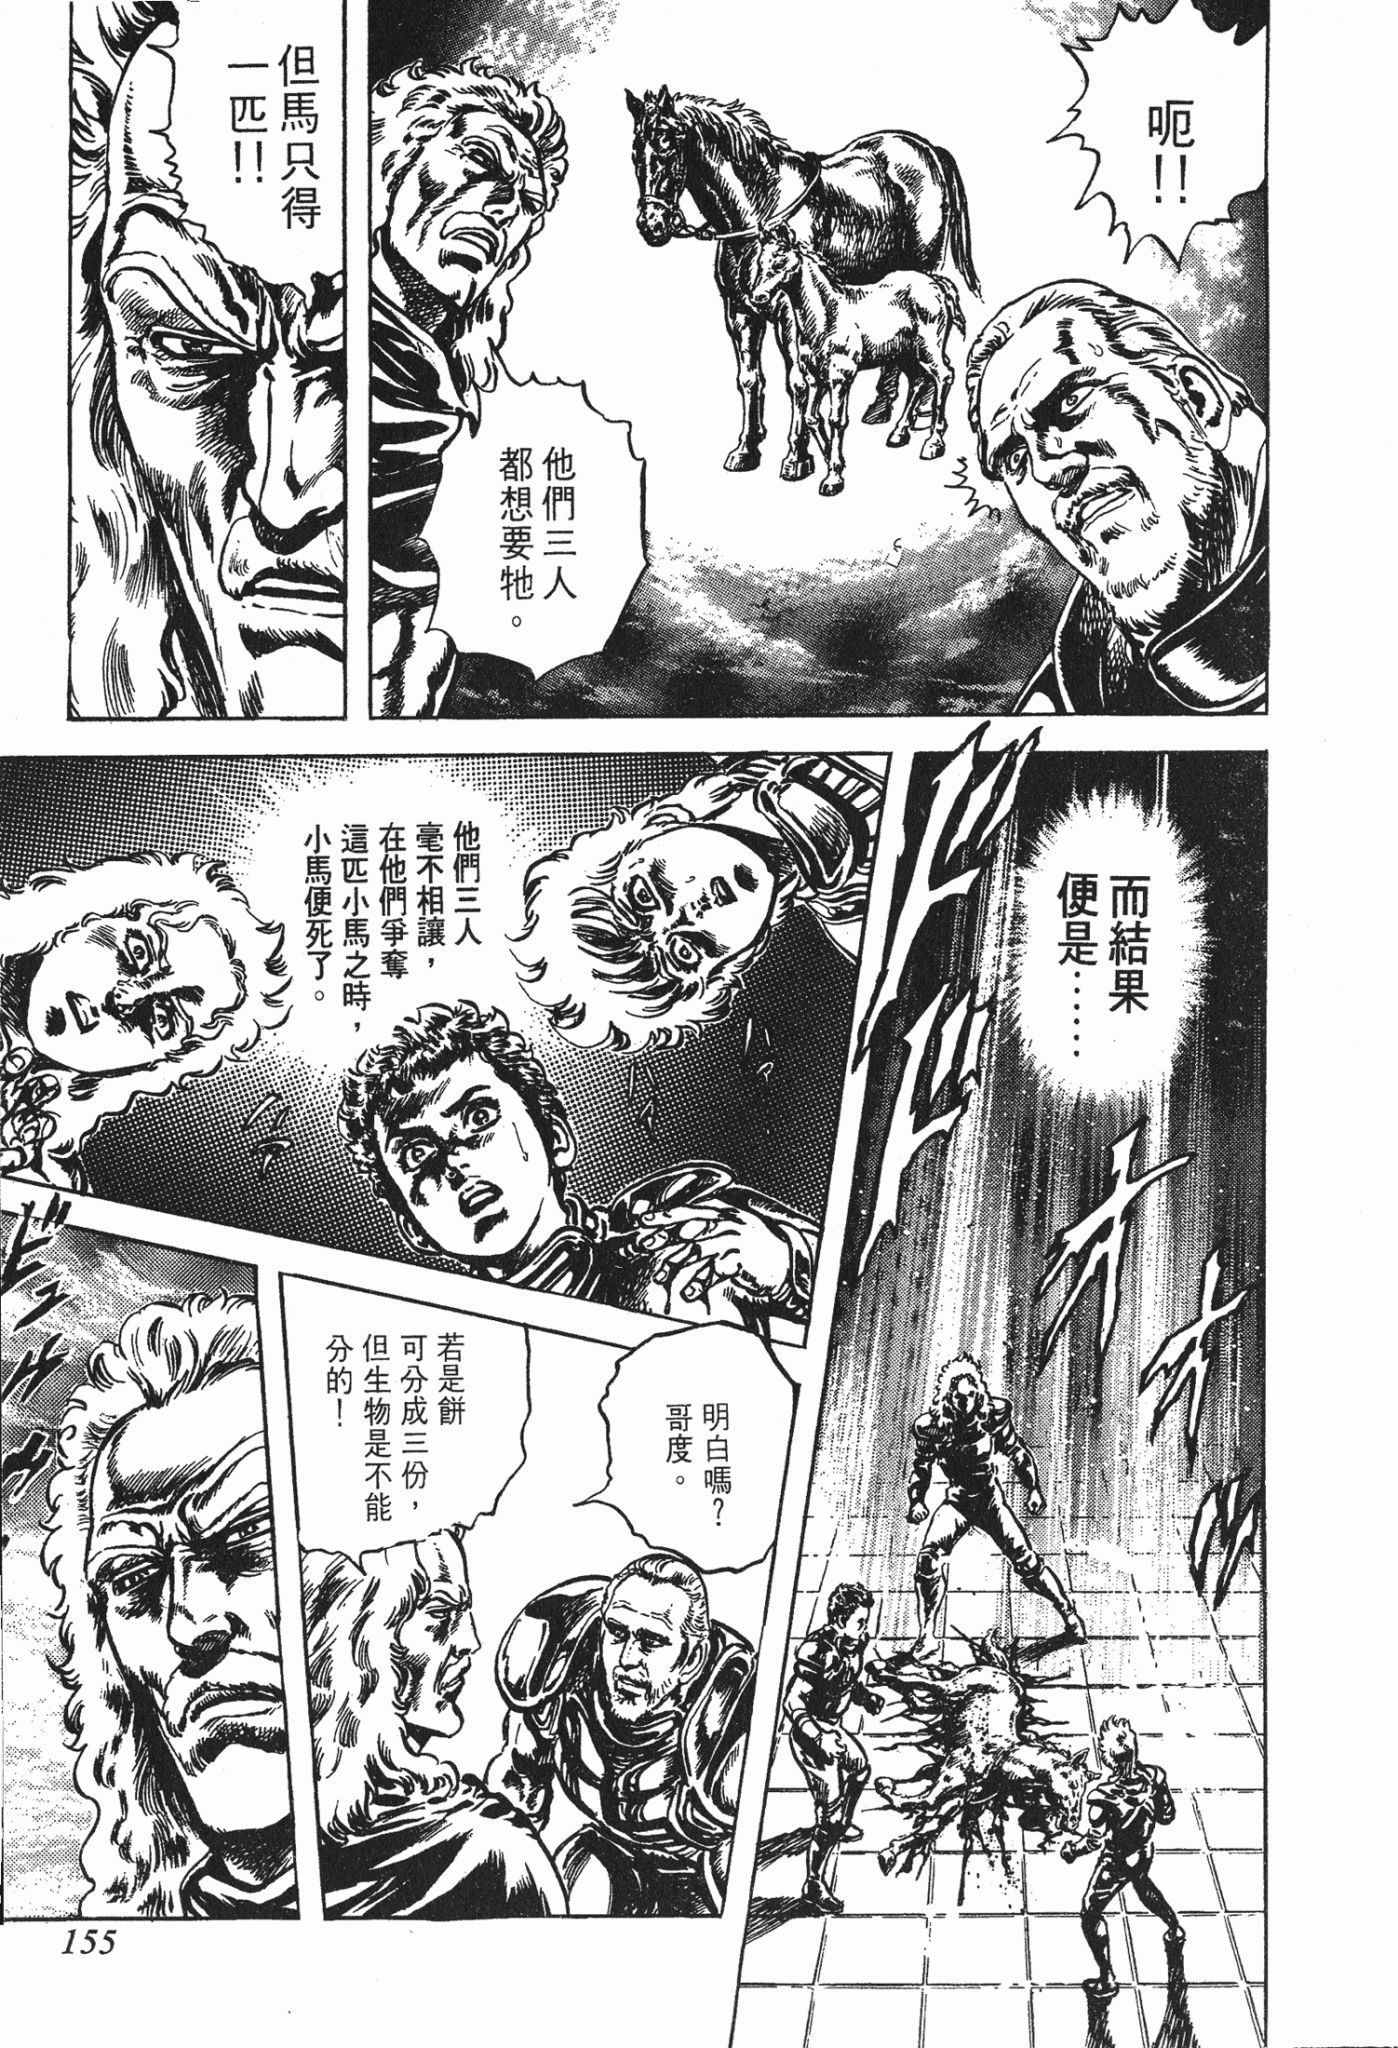 呃!!
他們三人
都想要牠。
但馬只得
一匹!!
而結果
便是……
他們三人
毫不相讓，
在他們爭奪
這匹小馬之時，
小馬便死了。
明白嗎？
哥度。
若是餅
可分成三份，
但生物是不能
分的！
155